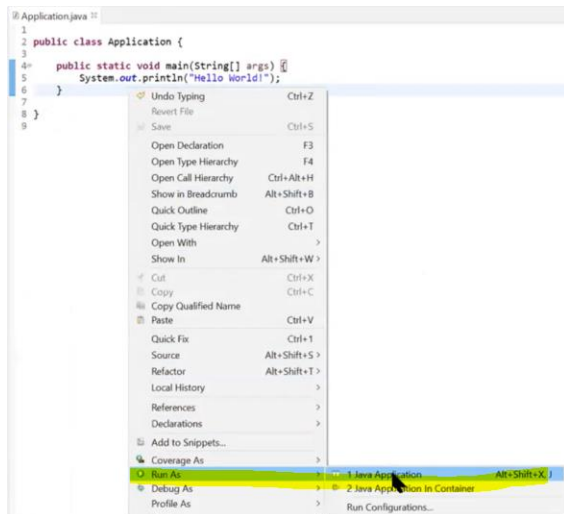 Application.java
1
2 public class Application {
3
4 public static void main(String[] args) {
5 System.out.println("Hello World!");
6 }
7
8 }
9
Undo Typing Ctrl+Z
Revert File
Save Ctrl+S
Open Declaration F3
Open Type Hierarchy F4
Open Call Hierarchy Ctrl+Alt+H
Show in Breadcrumb Alt+Shift+B
Quick Outline Ctrl+O
Quick Type Hierarchy Ctrl+T
Open With >
Show In Alt+Shift+W >
Cut Ctrl+X
Copy Ctrl+C
Copy Qualified Name
Paste Ctrl+V
Quick Fix Ctrl+1
Source Alt+Shift+S >
Refactor Alt+Shift+T >
Local History >
References >
Declarations >
Add to Snippets...
Coverage As >
Run As > 1 Java Application Alt+Shift+X, J
Debug As > 2 Java Application In Container
Profile As > Run Configurations...